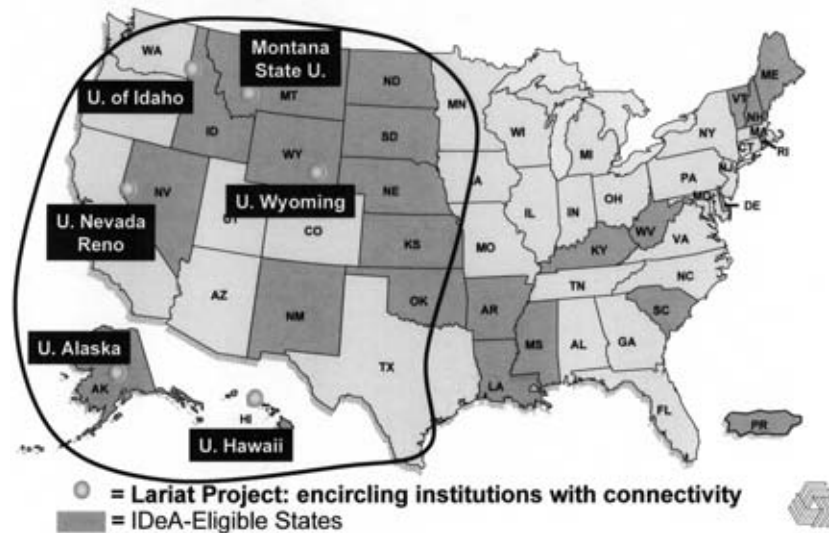 WA
Montana
State U.
MT
ND
MN
ME
VT
NH
MA
NY
WI
MI
CT
RI
U. of Idaho
ID
SD
WY
U. Wyoming
NE
IA
PA
NJ
MD
DE
U. Nevada
Reno
NV
UT
CO
KS
MO
IL
IN
OH
WV
VA
KY
NC
TN
AZ
NM
OK
AR
SC
MS
AL
GA
TX
LA
FL
U. Alaska
AK
HI
U. Hawaii
PR
= Lariat Project: encircling institutions with connectivity
= IDeA-Eligible States